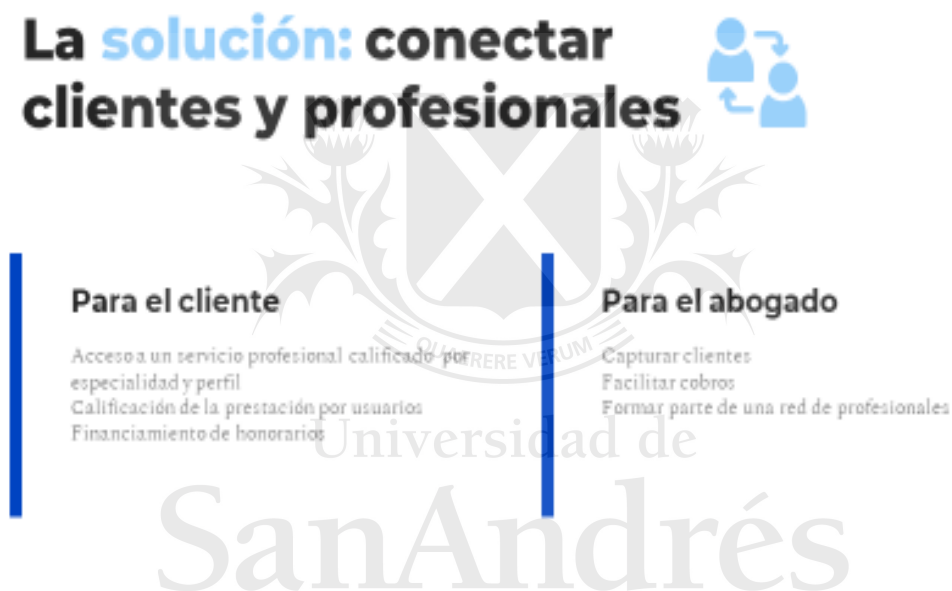 La solución: conectar
clientes y profesionales
Para el cliente
Acceso a un servicio profesional calificado por
especialidad y perfil
Calificación de la prestación por usuarios
Financiamiento de honorarios
Para el abogado
Capturar clientes
Facilitar cobros
Formar parte de una red de profesionales
QUAERERE VERUM
Universidad de
SanAndrés